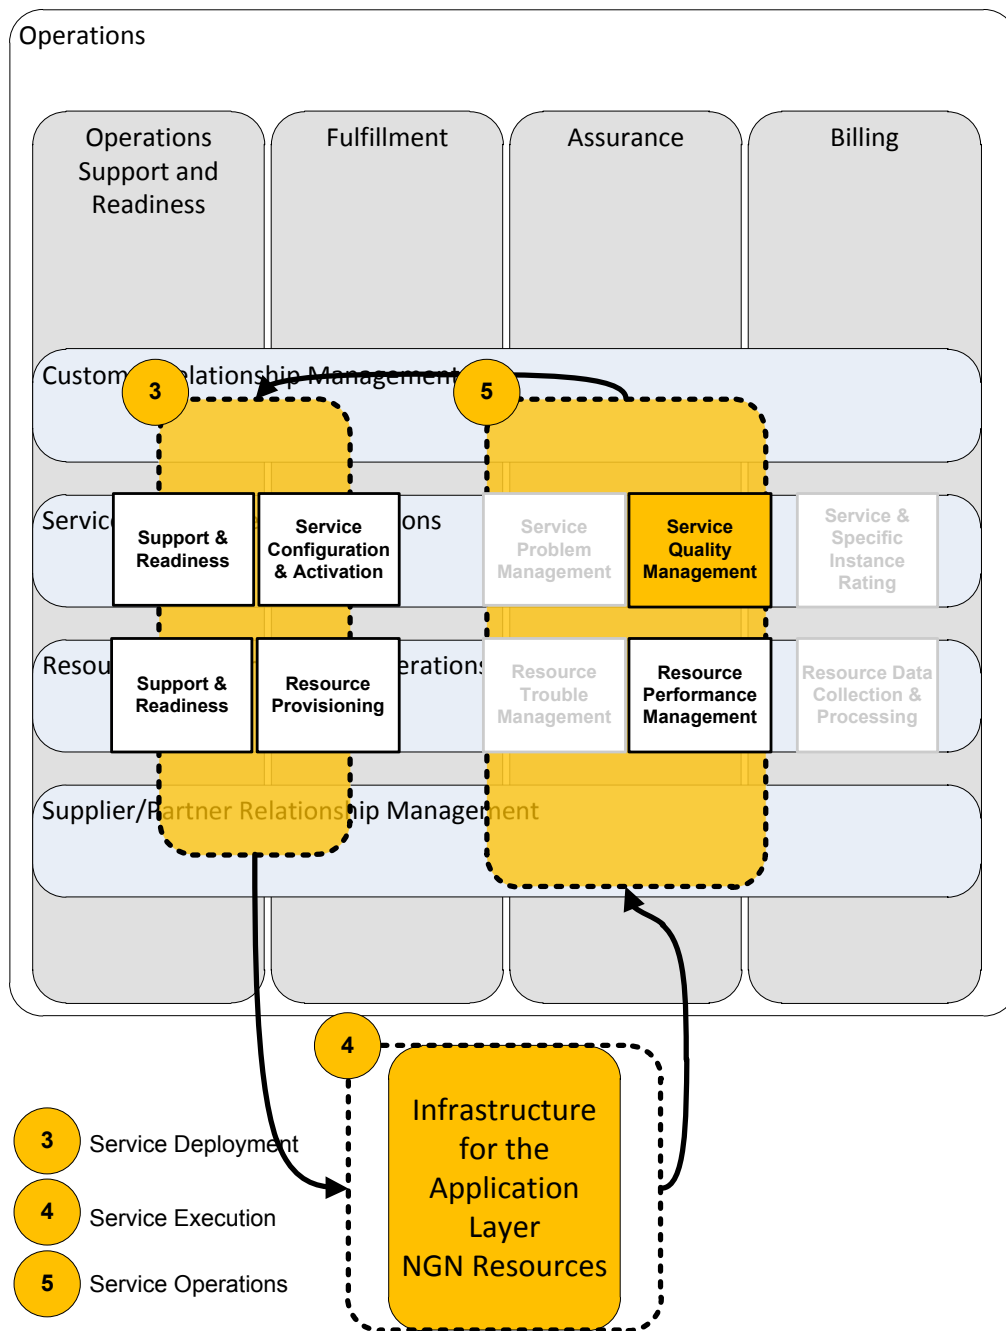 Operations
Operations
Support and
Readiness
Fulfillment
Assurance
Billing
Custom
elationship Management
3
5
Servic
ons
Support &
Readiness
Service
Configuration
& Activation
Service
Problem
Management
Service
Quality
Management
Service &
Specific
Instance
Rating
Resou
erations
Support &
Readiness
Resource
Provisioning
Resource
Trouble
Management
Resource
Performance
Management
Resource Data
Collection &
Processing
Supplier/Partner Relationship Management
4
Infrastructure
for the
Application
Layer
NGN Resources
3 Service Deployment
4 Service Execution
5 Service Operations